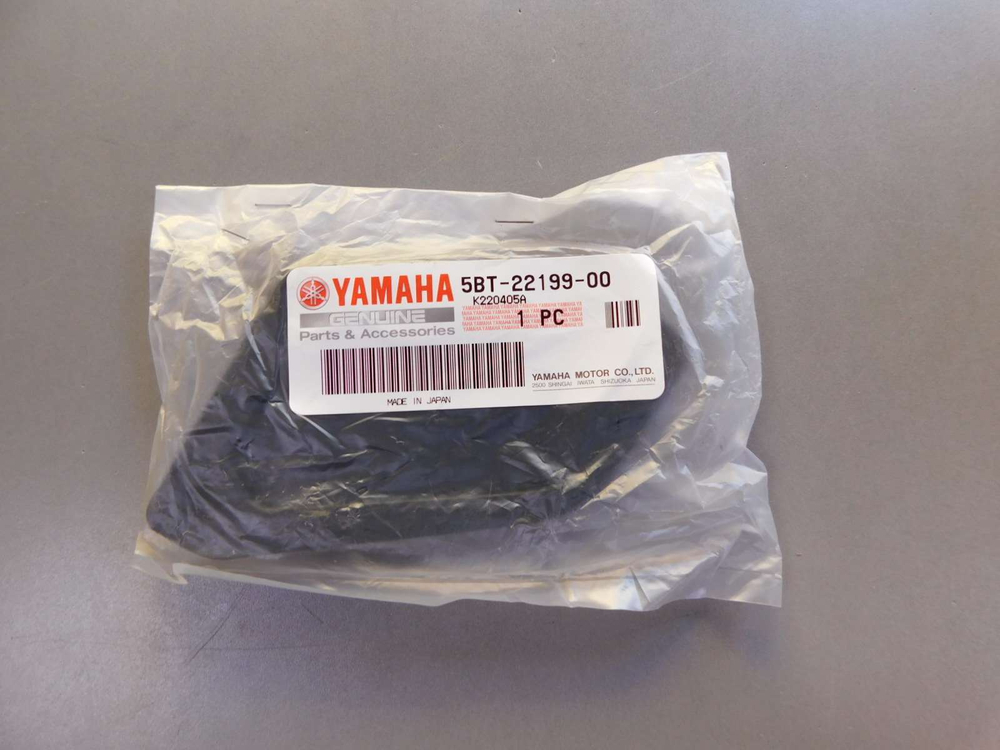 YAMAHA 5BT-22199-00
K220405A
GENUINE
1 PC
Parts & Accessories
YAMAHA MOTOR CO.,LTD.
2500 SHINGAI IWATA SHIZUOKA JAPAN
MADE IN JAPAN